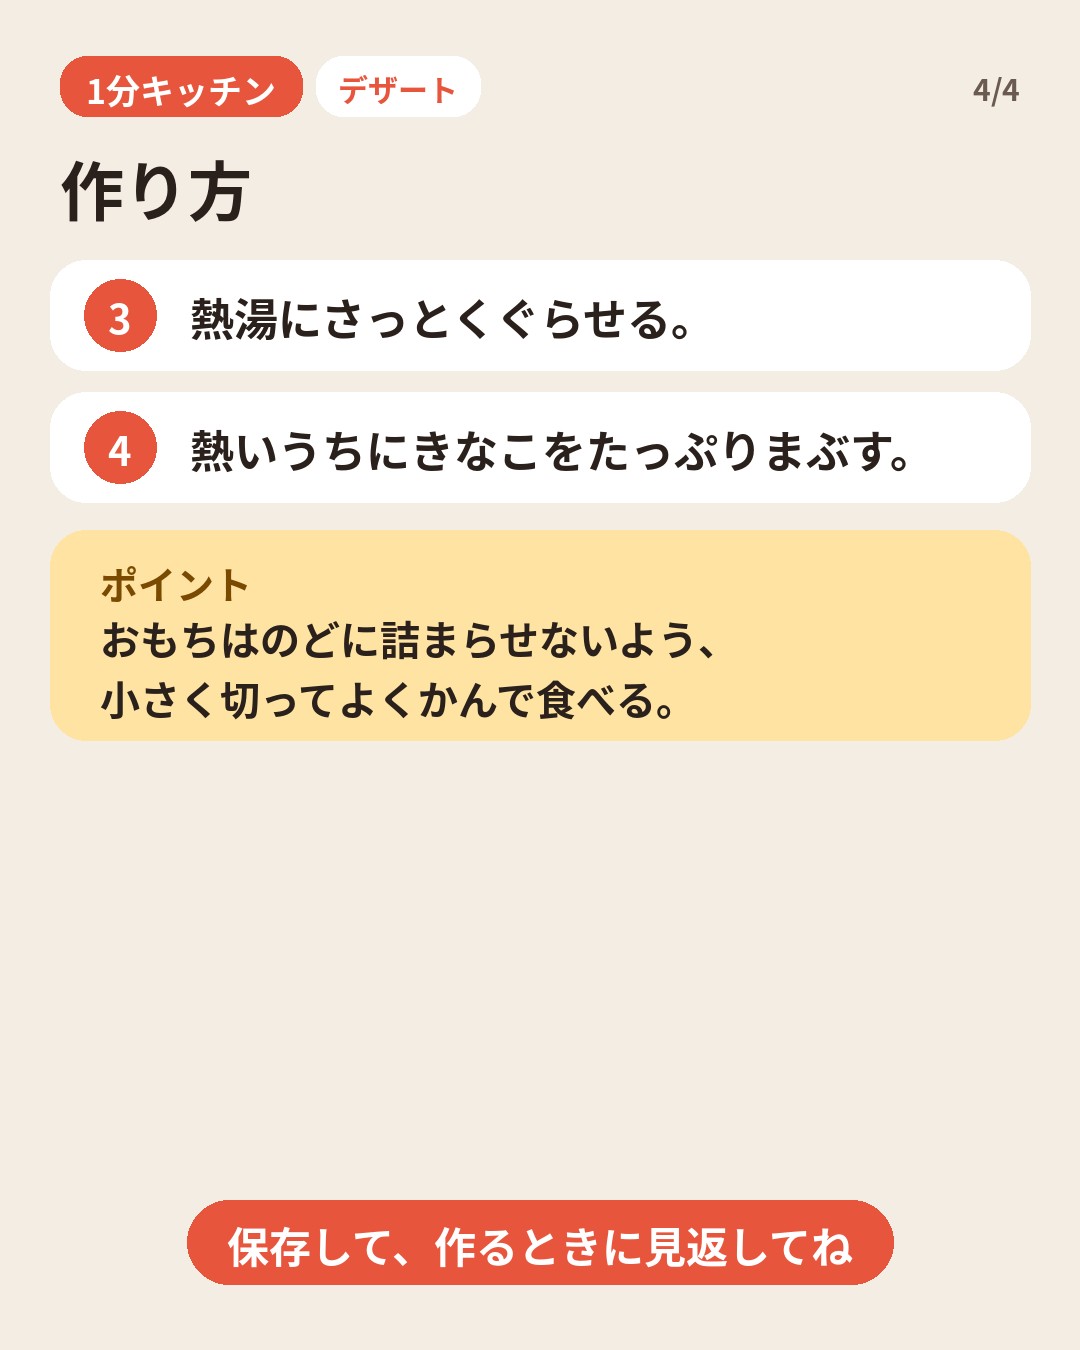 1分キッチン
デザート
4/4
作り方
3 熱湯にさっとくぐらせる。
4 熱いうちにきなこをたっぷりまぶす。
ポイント
おもちはのどに詰まらせないよう、
小さく切ってよくかんで食べる。
保存して、作るときに見返してね